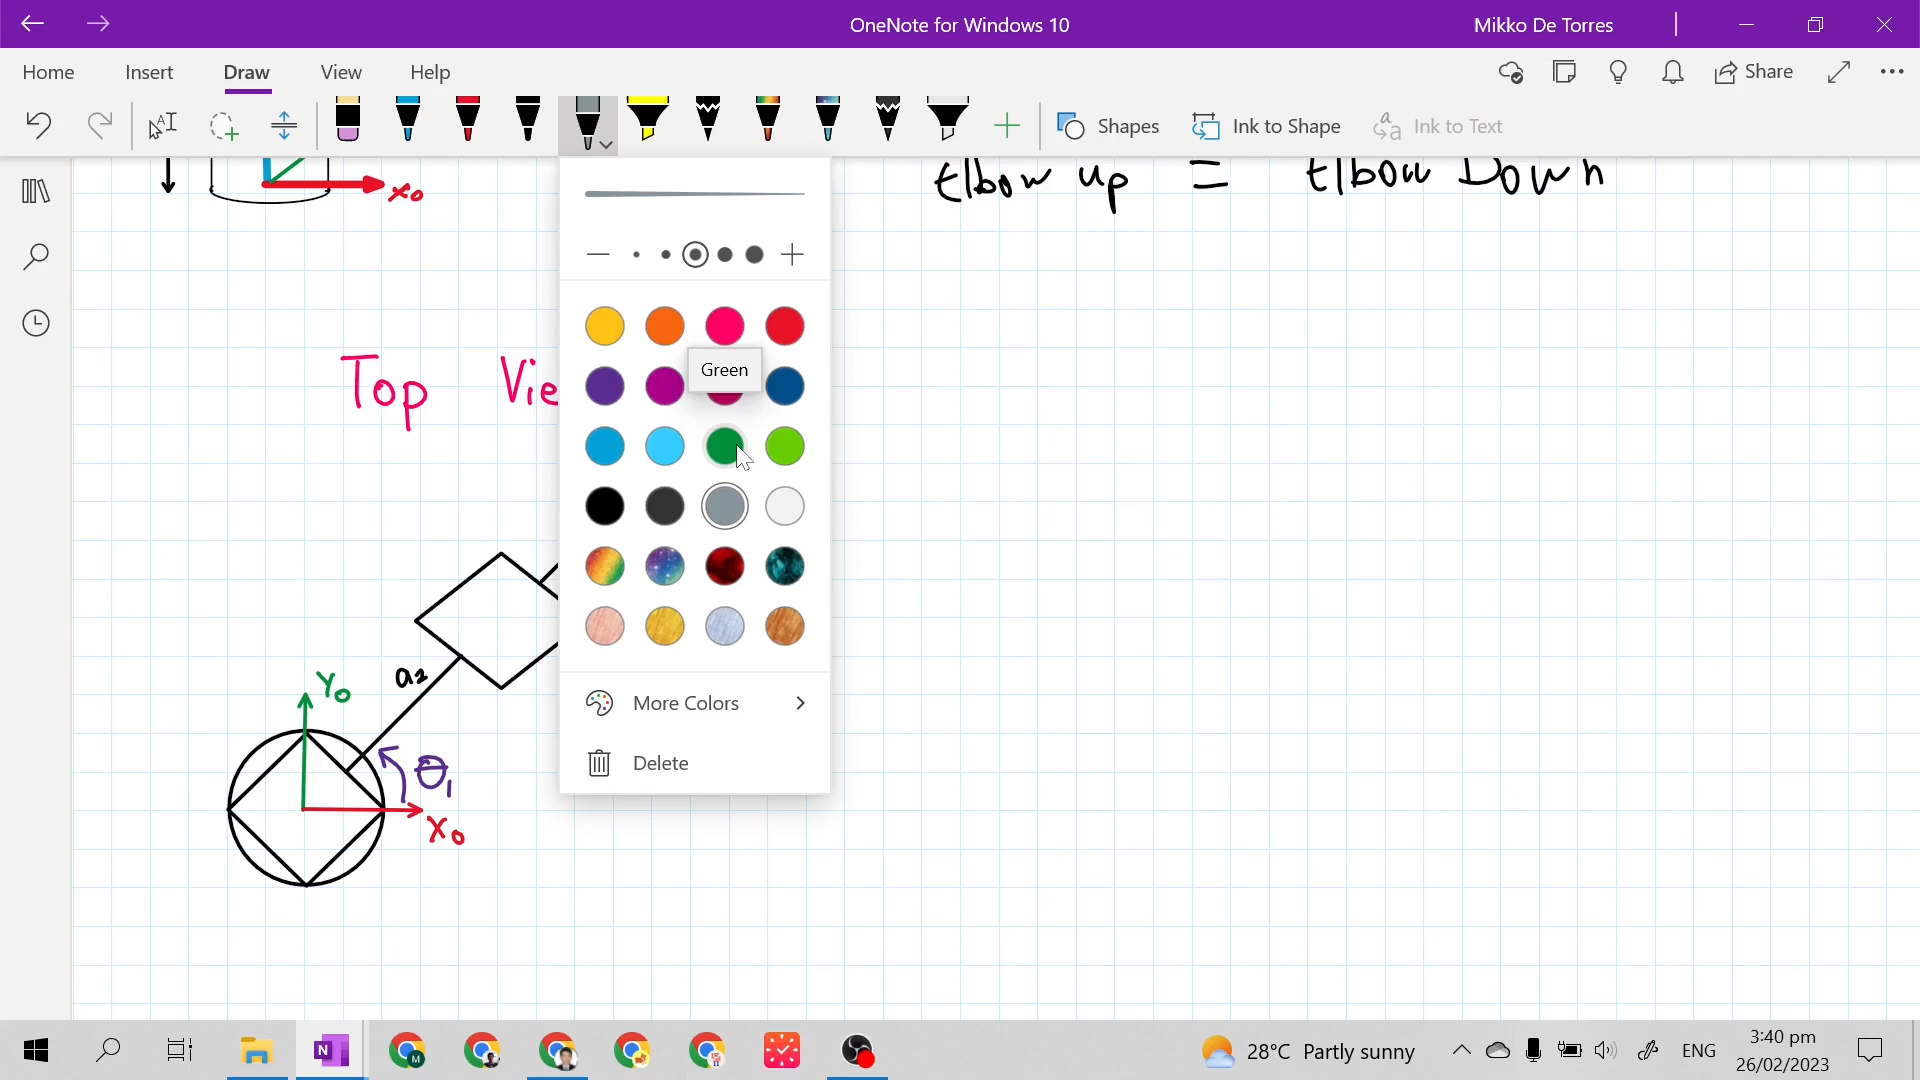 OneNote for Windows 10
Mikko De Torres
Home
Insert
Draw
View
Help
Share
Shapes
Ink to Shape
Ink to Text
x0
Elbow up = Elbow Down
Top Vie
Green
a2
Y0
θ1
X0
More Colors
Delete
28°C Partly sunny
ENG
3:40 pm
26/02/2023